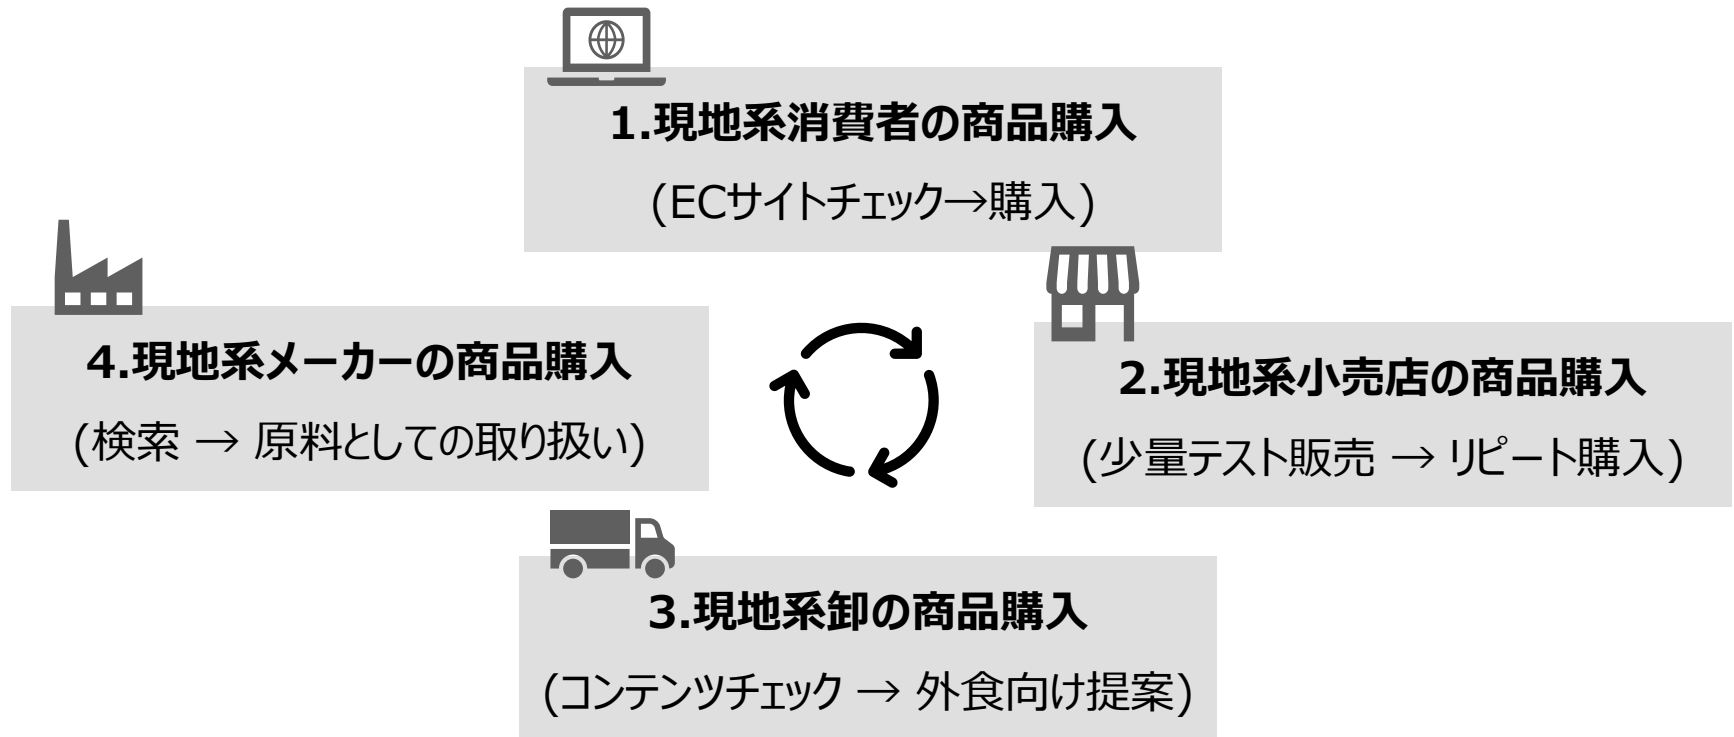 1.現地系消費者の商品購入
(ECサイトチェック→購入)
2.現地系小売店の商品購入
(少量テスト販売 → リピート購入)
3.現地系卸の商品購入
(コンテンツチェック → 外食向け提案)
4.現地系メーカーの商品購入
(検索 → 原料としての取り扱い)